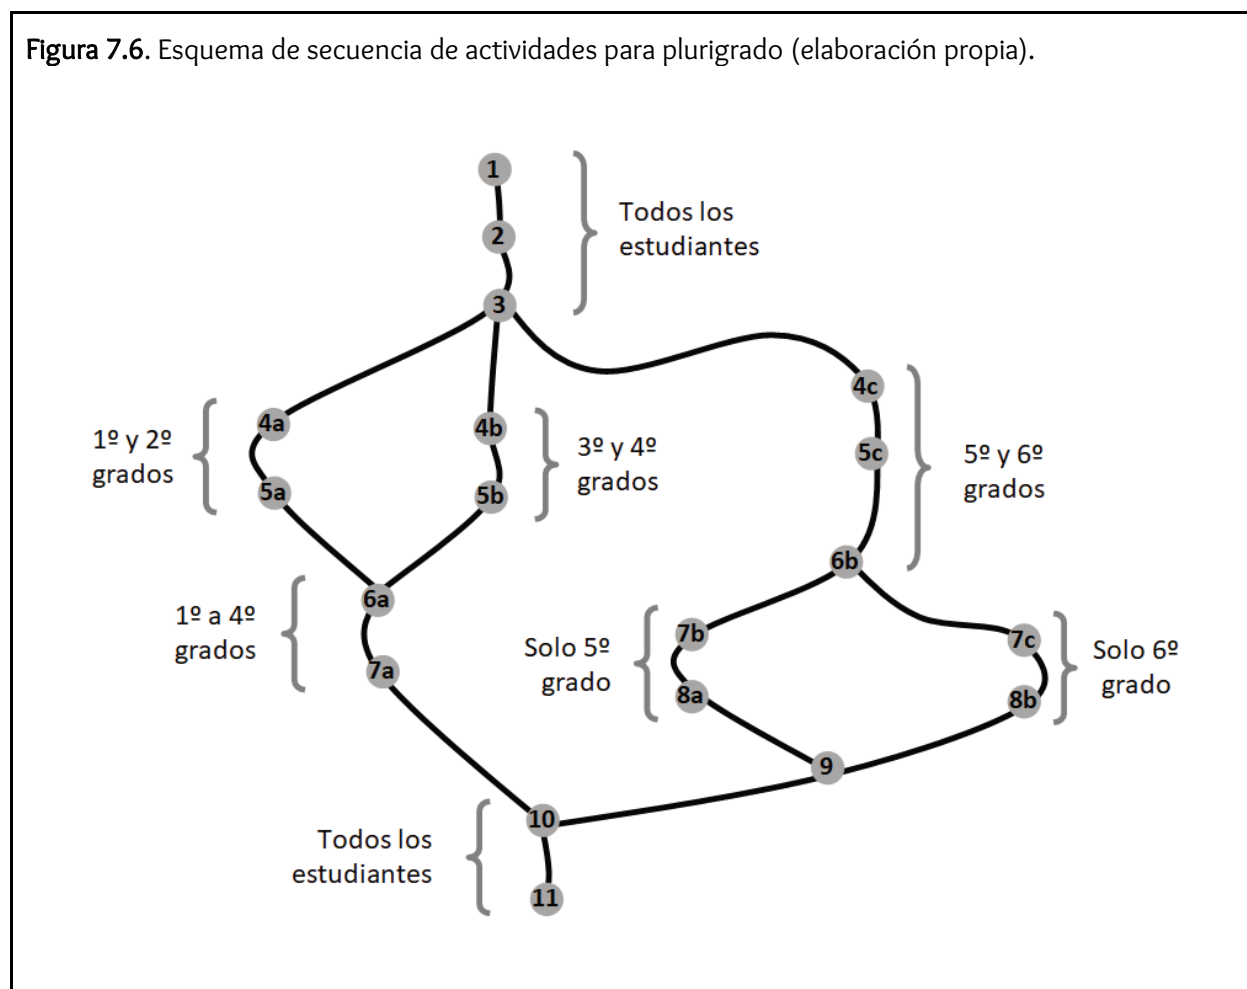 Figura 7.6. Esquema de secuencia de actividades para plurigrado (elaboración propia).
1
Todos los
estudiantes
2
3
4c
4a
4b
1º y 2º
grados
3º y 4º
grados
5c
5º y 6º
grados
5a
5b
6b
6a
1º a 4º
grados
7a
Solo 5º
grado
7b
7c
Solo 6º
grado
8a
8b
9
10
Todos los
estudiantes
11